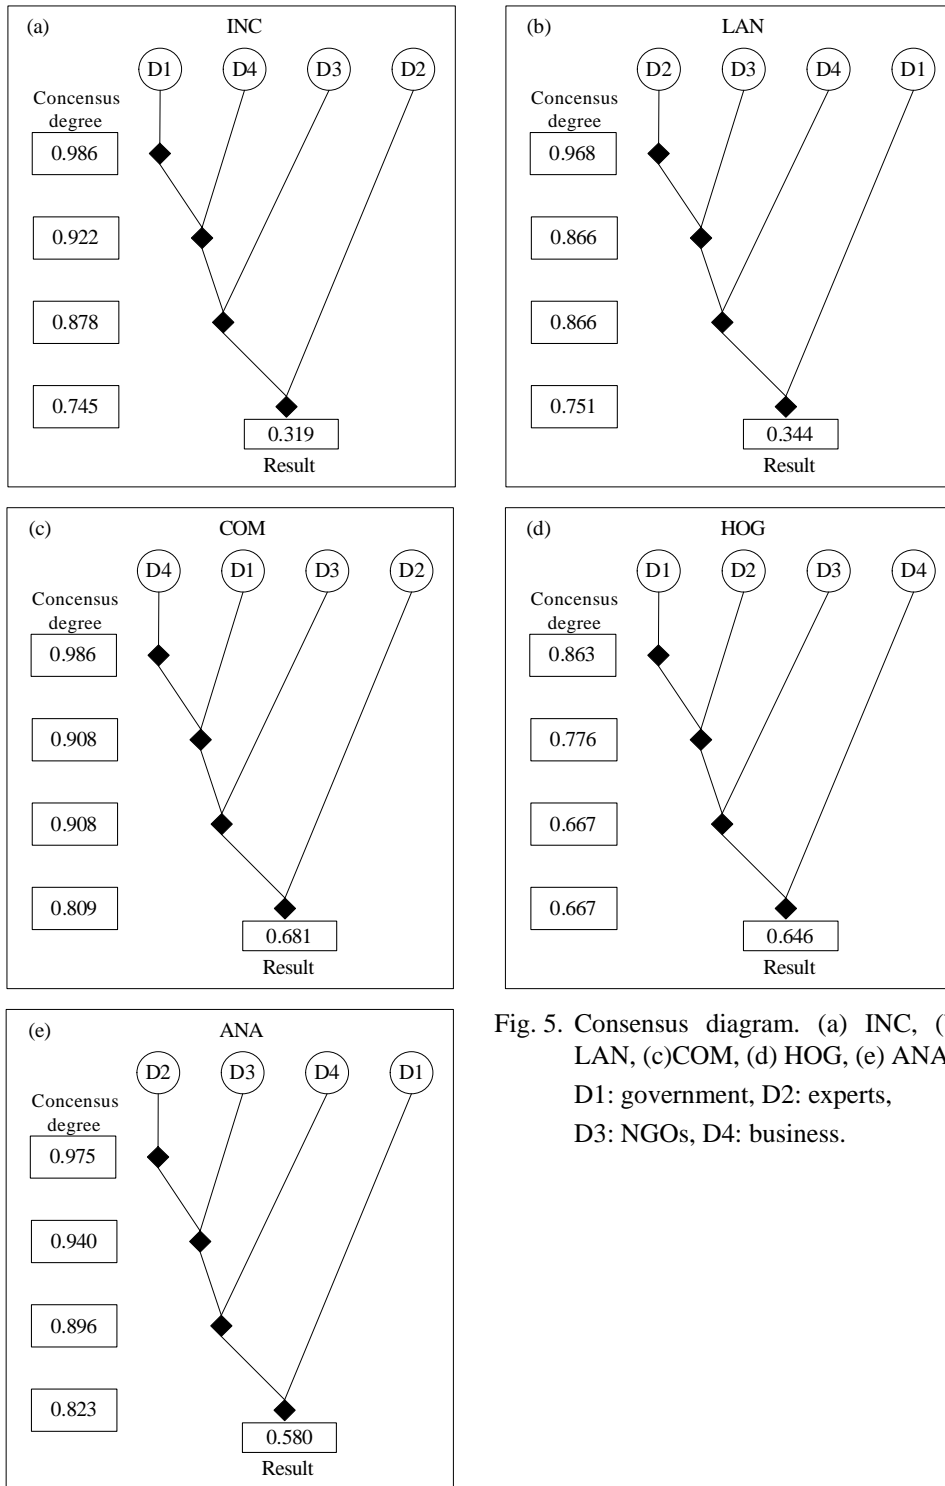 (a) INC
D1 D4 D3 D2
Concensus
degree
0.986
0.922
0.878
0.745
0.319
Result
(b) LAN
D2 D3 D4 D1
Concensus
degree
0.968
0.866
0.866
0.751
0.344
Result
(c) COM
D4 D1 D3 D2
Concensus
degree
0.986
0.908
0.908
0.809
0.681
Result
(d) HOG
D1 D2 D3 D4
Concensus
degree
0.863
0.776
0.667
0.667
0.646
Result
(e) ANA
D2 D3 D4 D1
Concensus
degree
0.975
0.940
0.896
0.823
0.580
Result
Fig. 5. Consensus diagram. (a) INC,
LAN, (c)COM, (d) HOG, (e) ANA
D1: government, D2: experts,
D3: NGOs, D4: business.